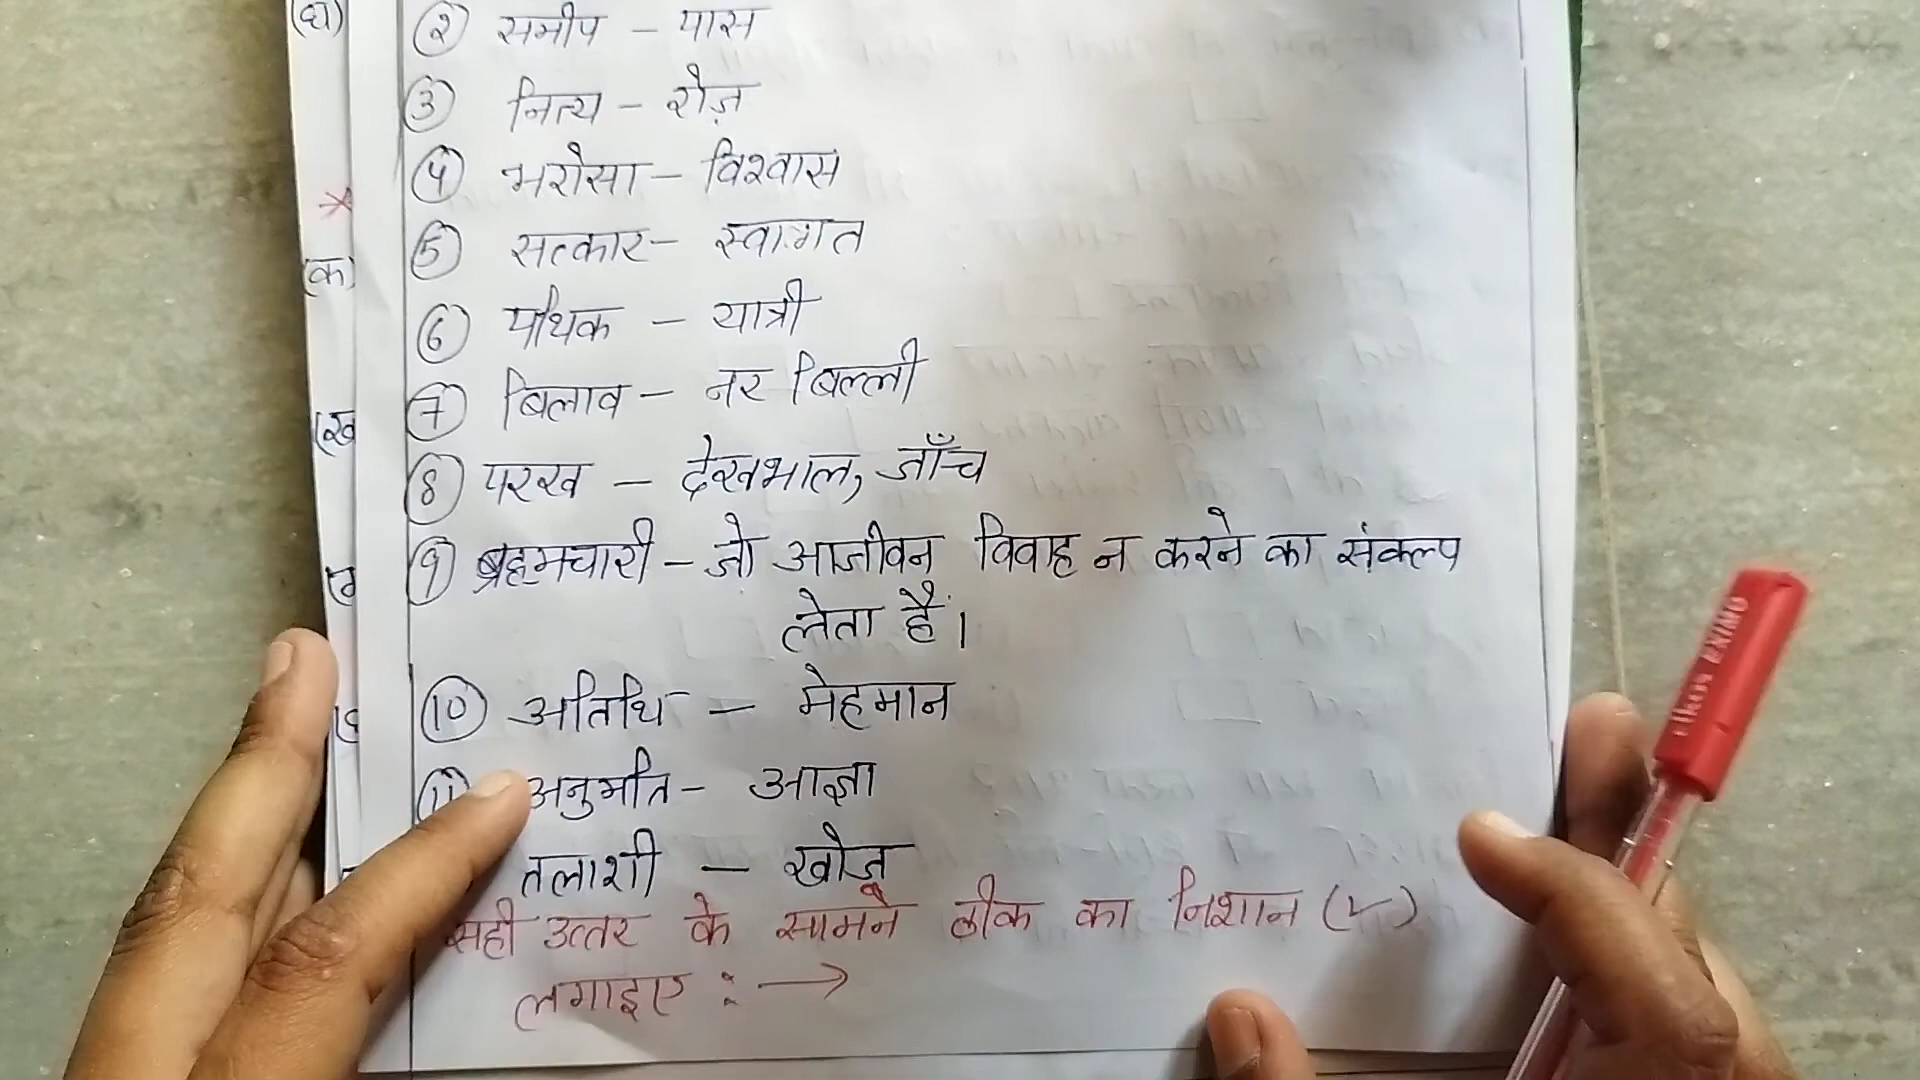 (घ)
② समीप - पास
③ नित्य - रोज़
④ भरोसा - विश्वास
⑤ सत्कार - स्वागत
⑥ पथिक - यात्री
⑦ बिलाव - नर बिल्ली
⑧ परख - देखभाल, जाँच
⑨ ब्रह्मचारी - जो आजीवन विवाह न करने का संकल्प
लेता है।
⑩ अतिथि - मेहमान
⑪ अनुमति - आज्ञा
तलाशी - खोज
सही उत्तर के सामने ठीक का निशान (✓)
लगाइए :→
(क)
(ख